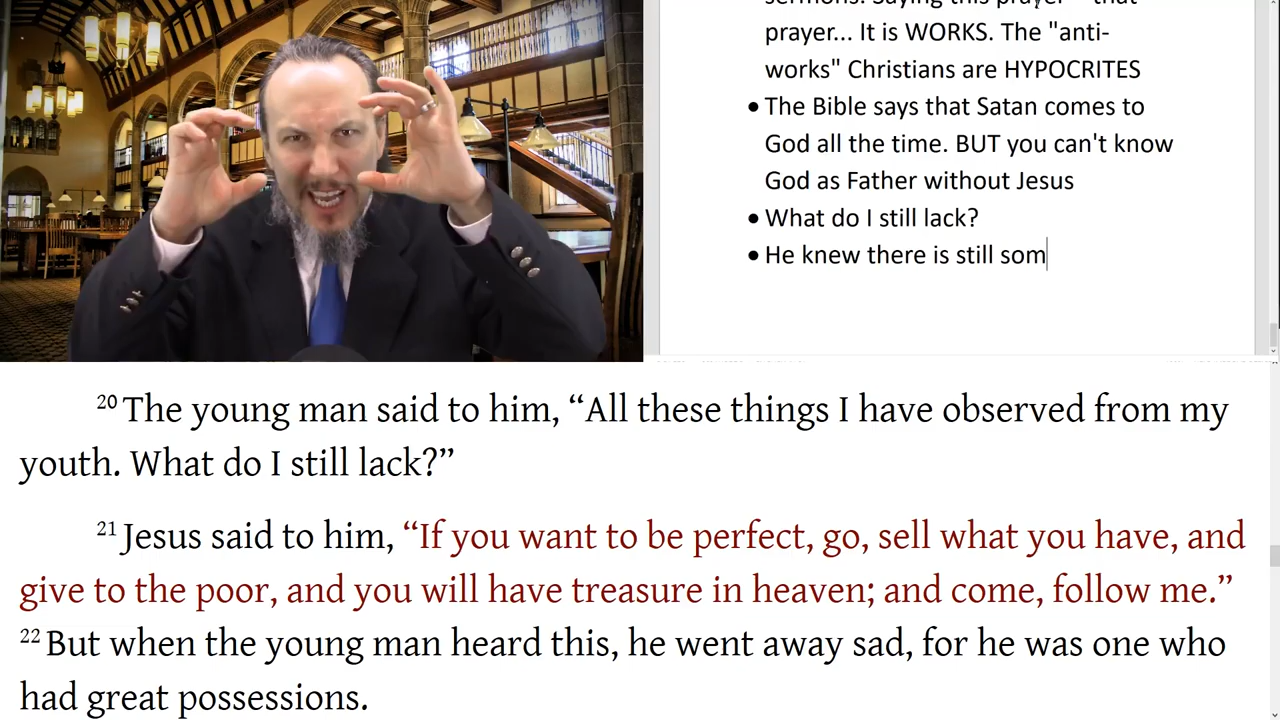 sermons. Saying this prayer - that
prayer... It is WORKS. The "anti-
works" Christians are HYPOCRITES
• The Bible says that Satan comes to
God all the time. BUT you can't know
God as Father without Jesus
• What do I still lack?
• He knew there is still som
20 The young man said to him, “All these things I have observed from my
youth. What do I still lack?”
21 Jesus said to him, “If you want to be perfect, go, sell what you have, and
give to the poor, and you will have treasure in heaven; and come, follow me.”
22 But when the young man heard this, he went away sad, for he was one who
had great possessions.